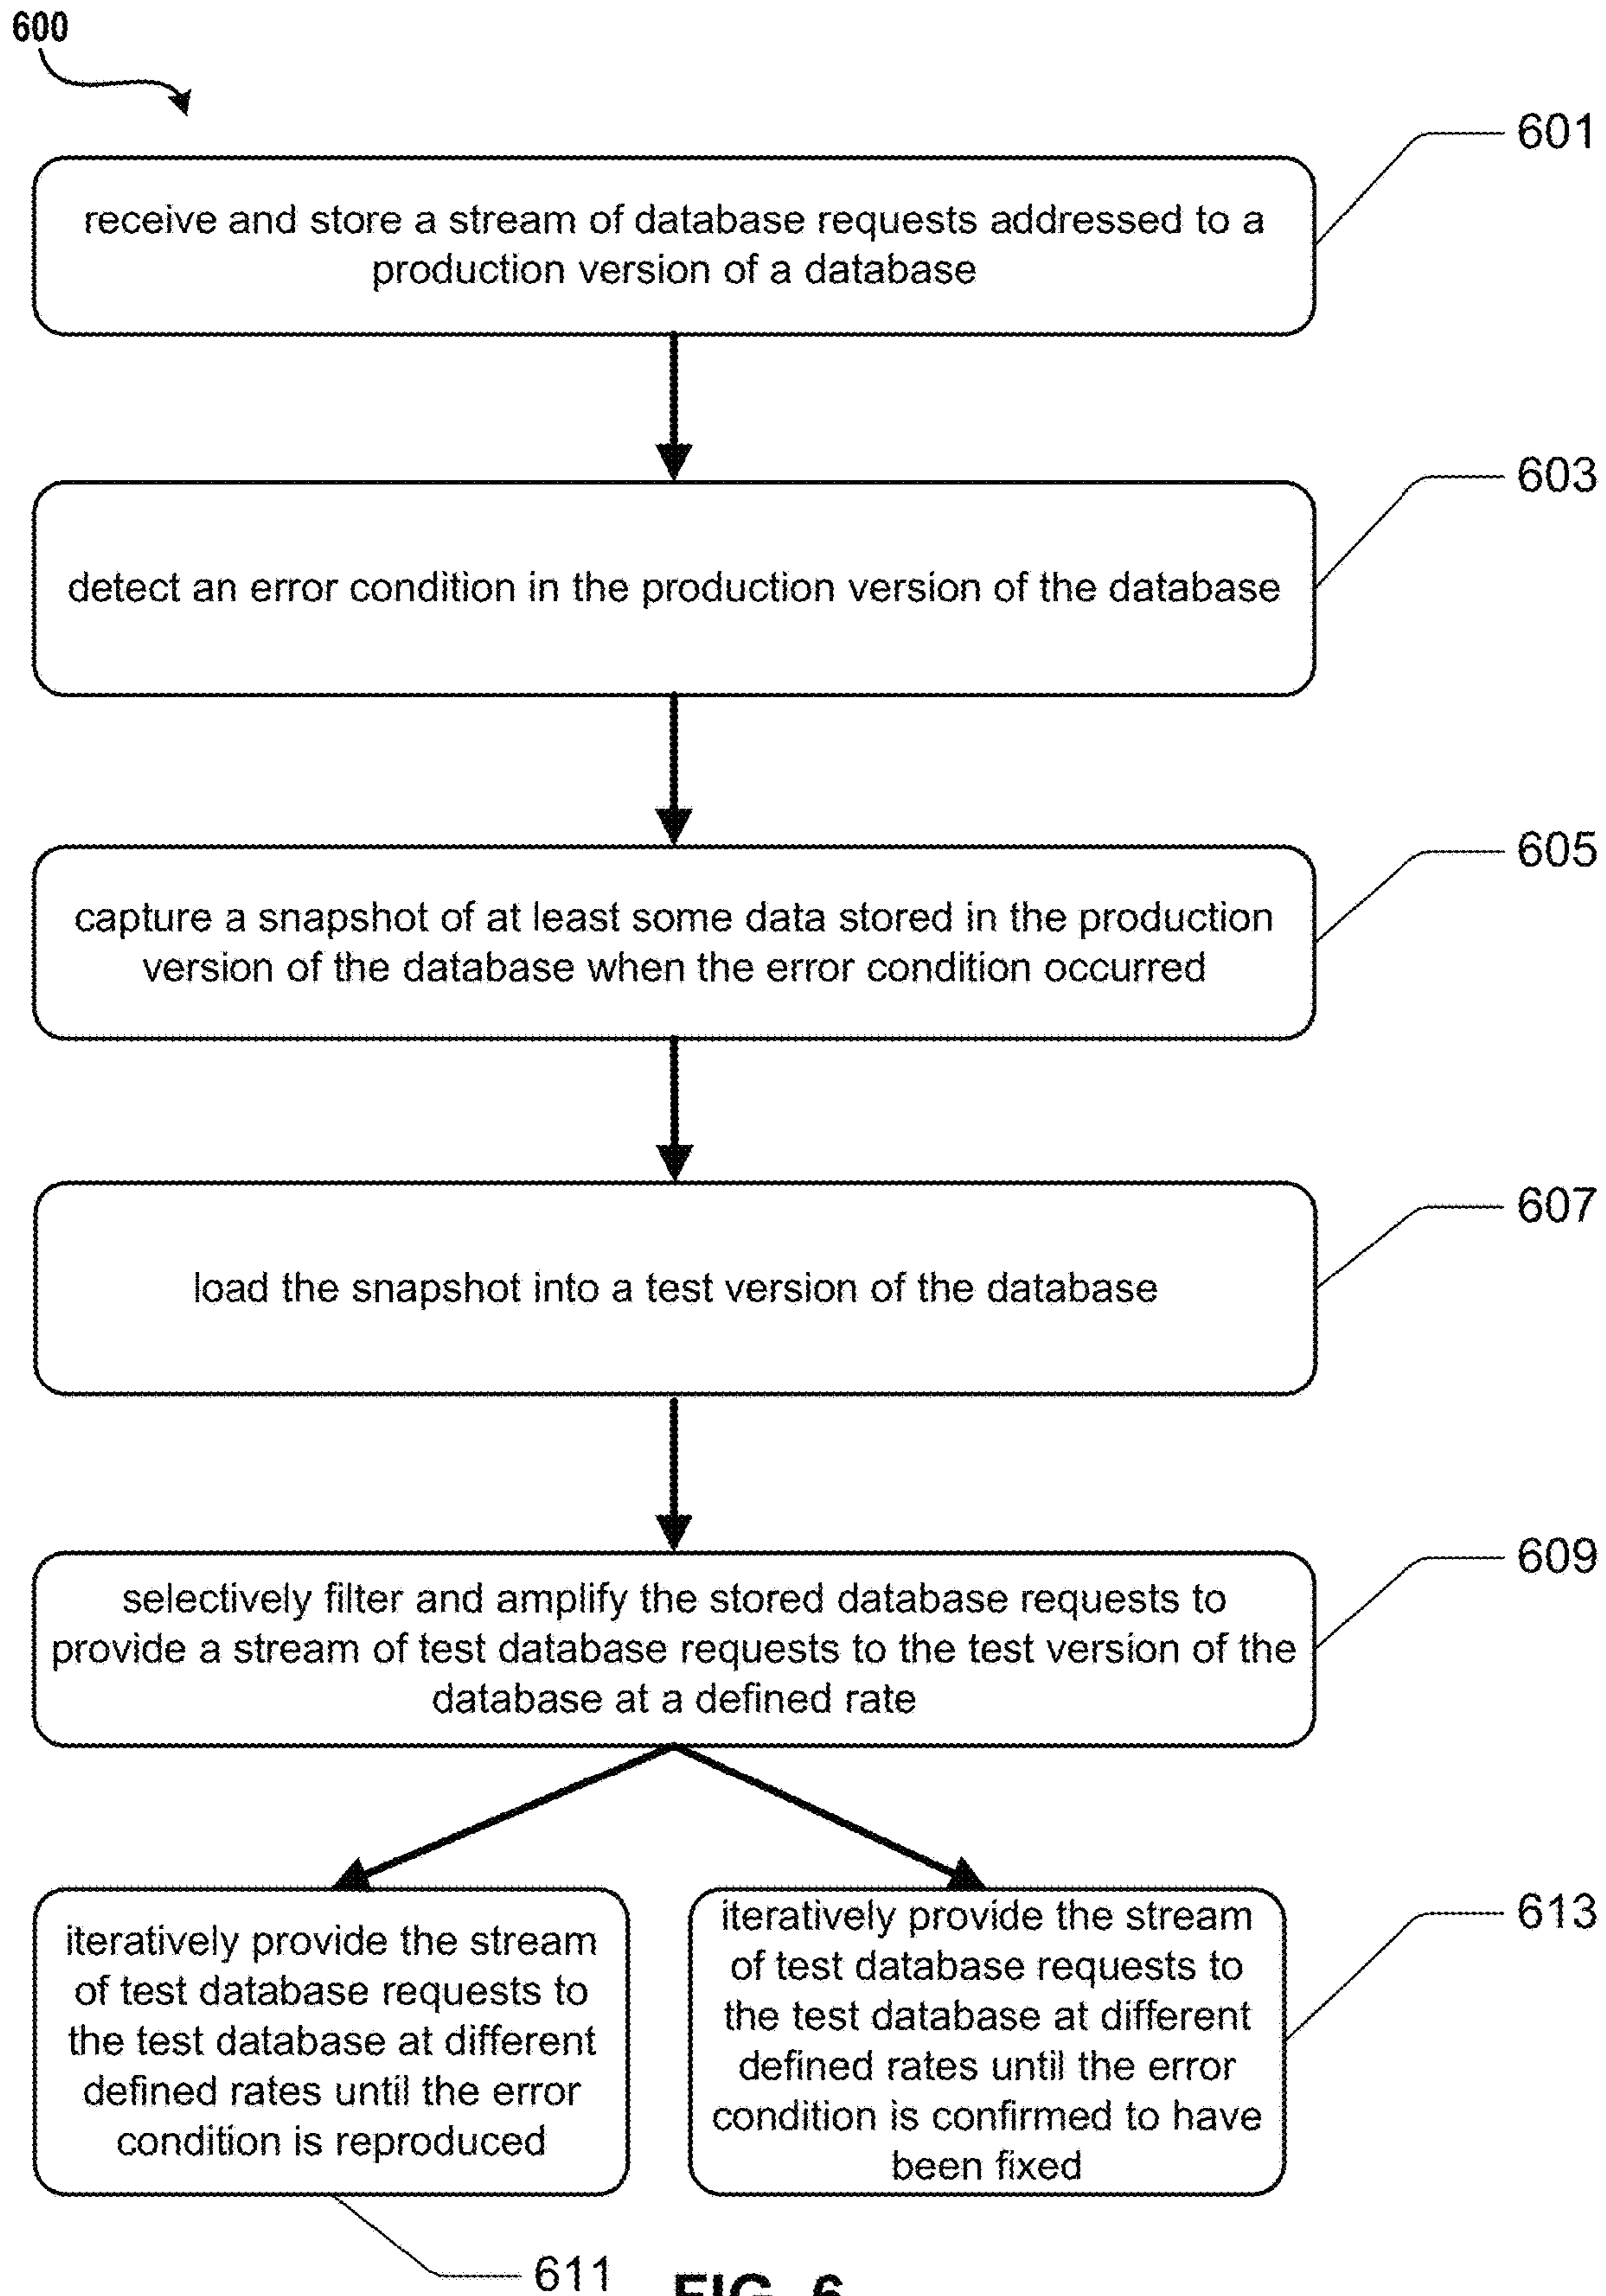 600
601
receive and store a stream of database requests addressed to a
production version of a database
603
detect an error condition in the production version of the database
605
capture a snapshot of at least some data stored in the production
version of the database when the error condition occurred
607
load the snapshot into a test version of the database
609
selectively filter and amplify the stored database requests to
provide a stream of test database requests to the test version of the
database at a defined rate
iteratively provide the stream
of test database requests to
the test database at different
defined rates until the error
condition is reproduced
611
613
iteratively provide the stream
of test database requests to
the test database at different
defined rates until the error
condition is confirmed to have
been fixed
FIG. 6